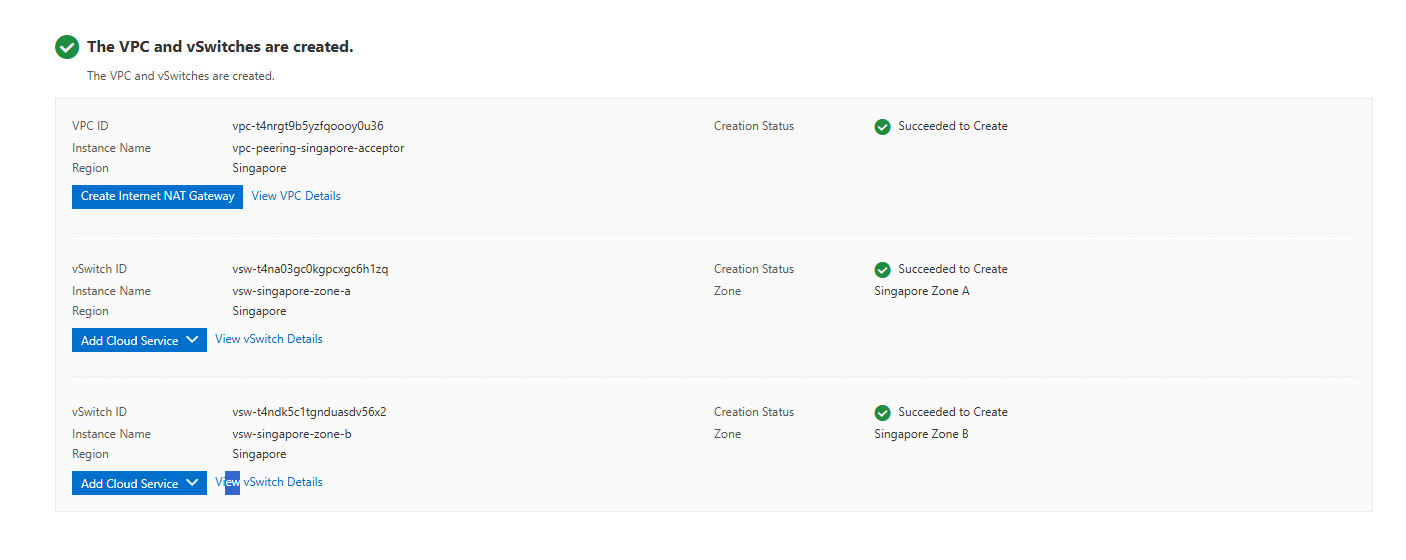 The VPC and vSwitches are created.
The VPC and vSwitches are created.
VPC ID vpc-t4nrgt9b5yzfqoooy0u36 Creation Status Succeeded to Create
Instance Name vpc-peering-singapore-acceptor
Region Singapore
Create Internet NAT Gateway View VPC Details
vSwitch ID vsw-t4na03gc0kgpcxgc6h1zq Creation Status Succeeded to Create
Instance Name vsw-singapore-zone-a Zone Singapore Zone A
Region Singapore
Add Cloud Service View vSwitch Details
vSwitch ID vsw-t4ndk5c1tgnduasdv56x2 Creation Status Succeeded to Create
Instance Name vsw-singapore-zone-b Zone Singapore Zone B
Region Singapore
Add Cloud Service View vSwitch Details